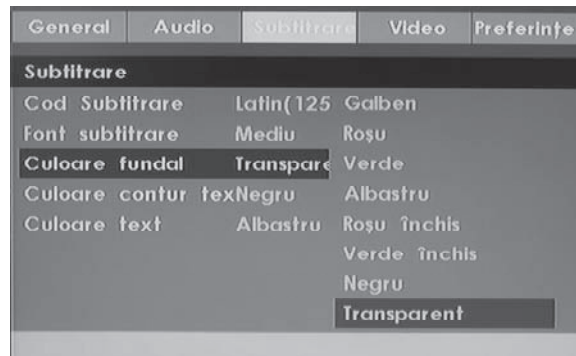 General Audio Subtitrare Video Preferințe
Subtitrare
Cod Subtitrare Latin(125 Galben
Font subtitrare Mediu Roșu
Culoare fundal Transpare Verde
Culoare contur texNegru Albastru
Culoare text Albastru Roșu închis
Verde închis
Negru
Transparent